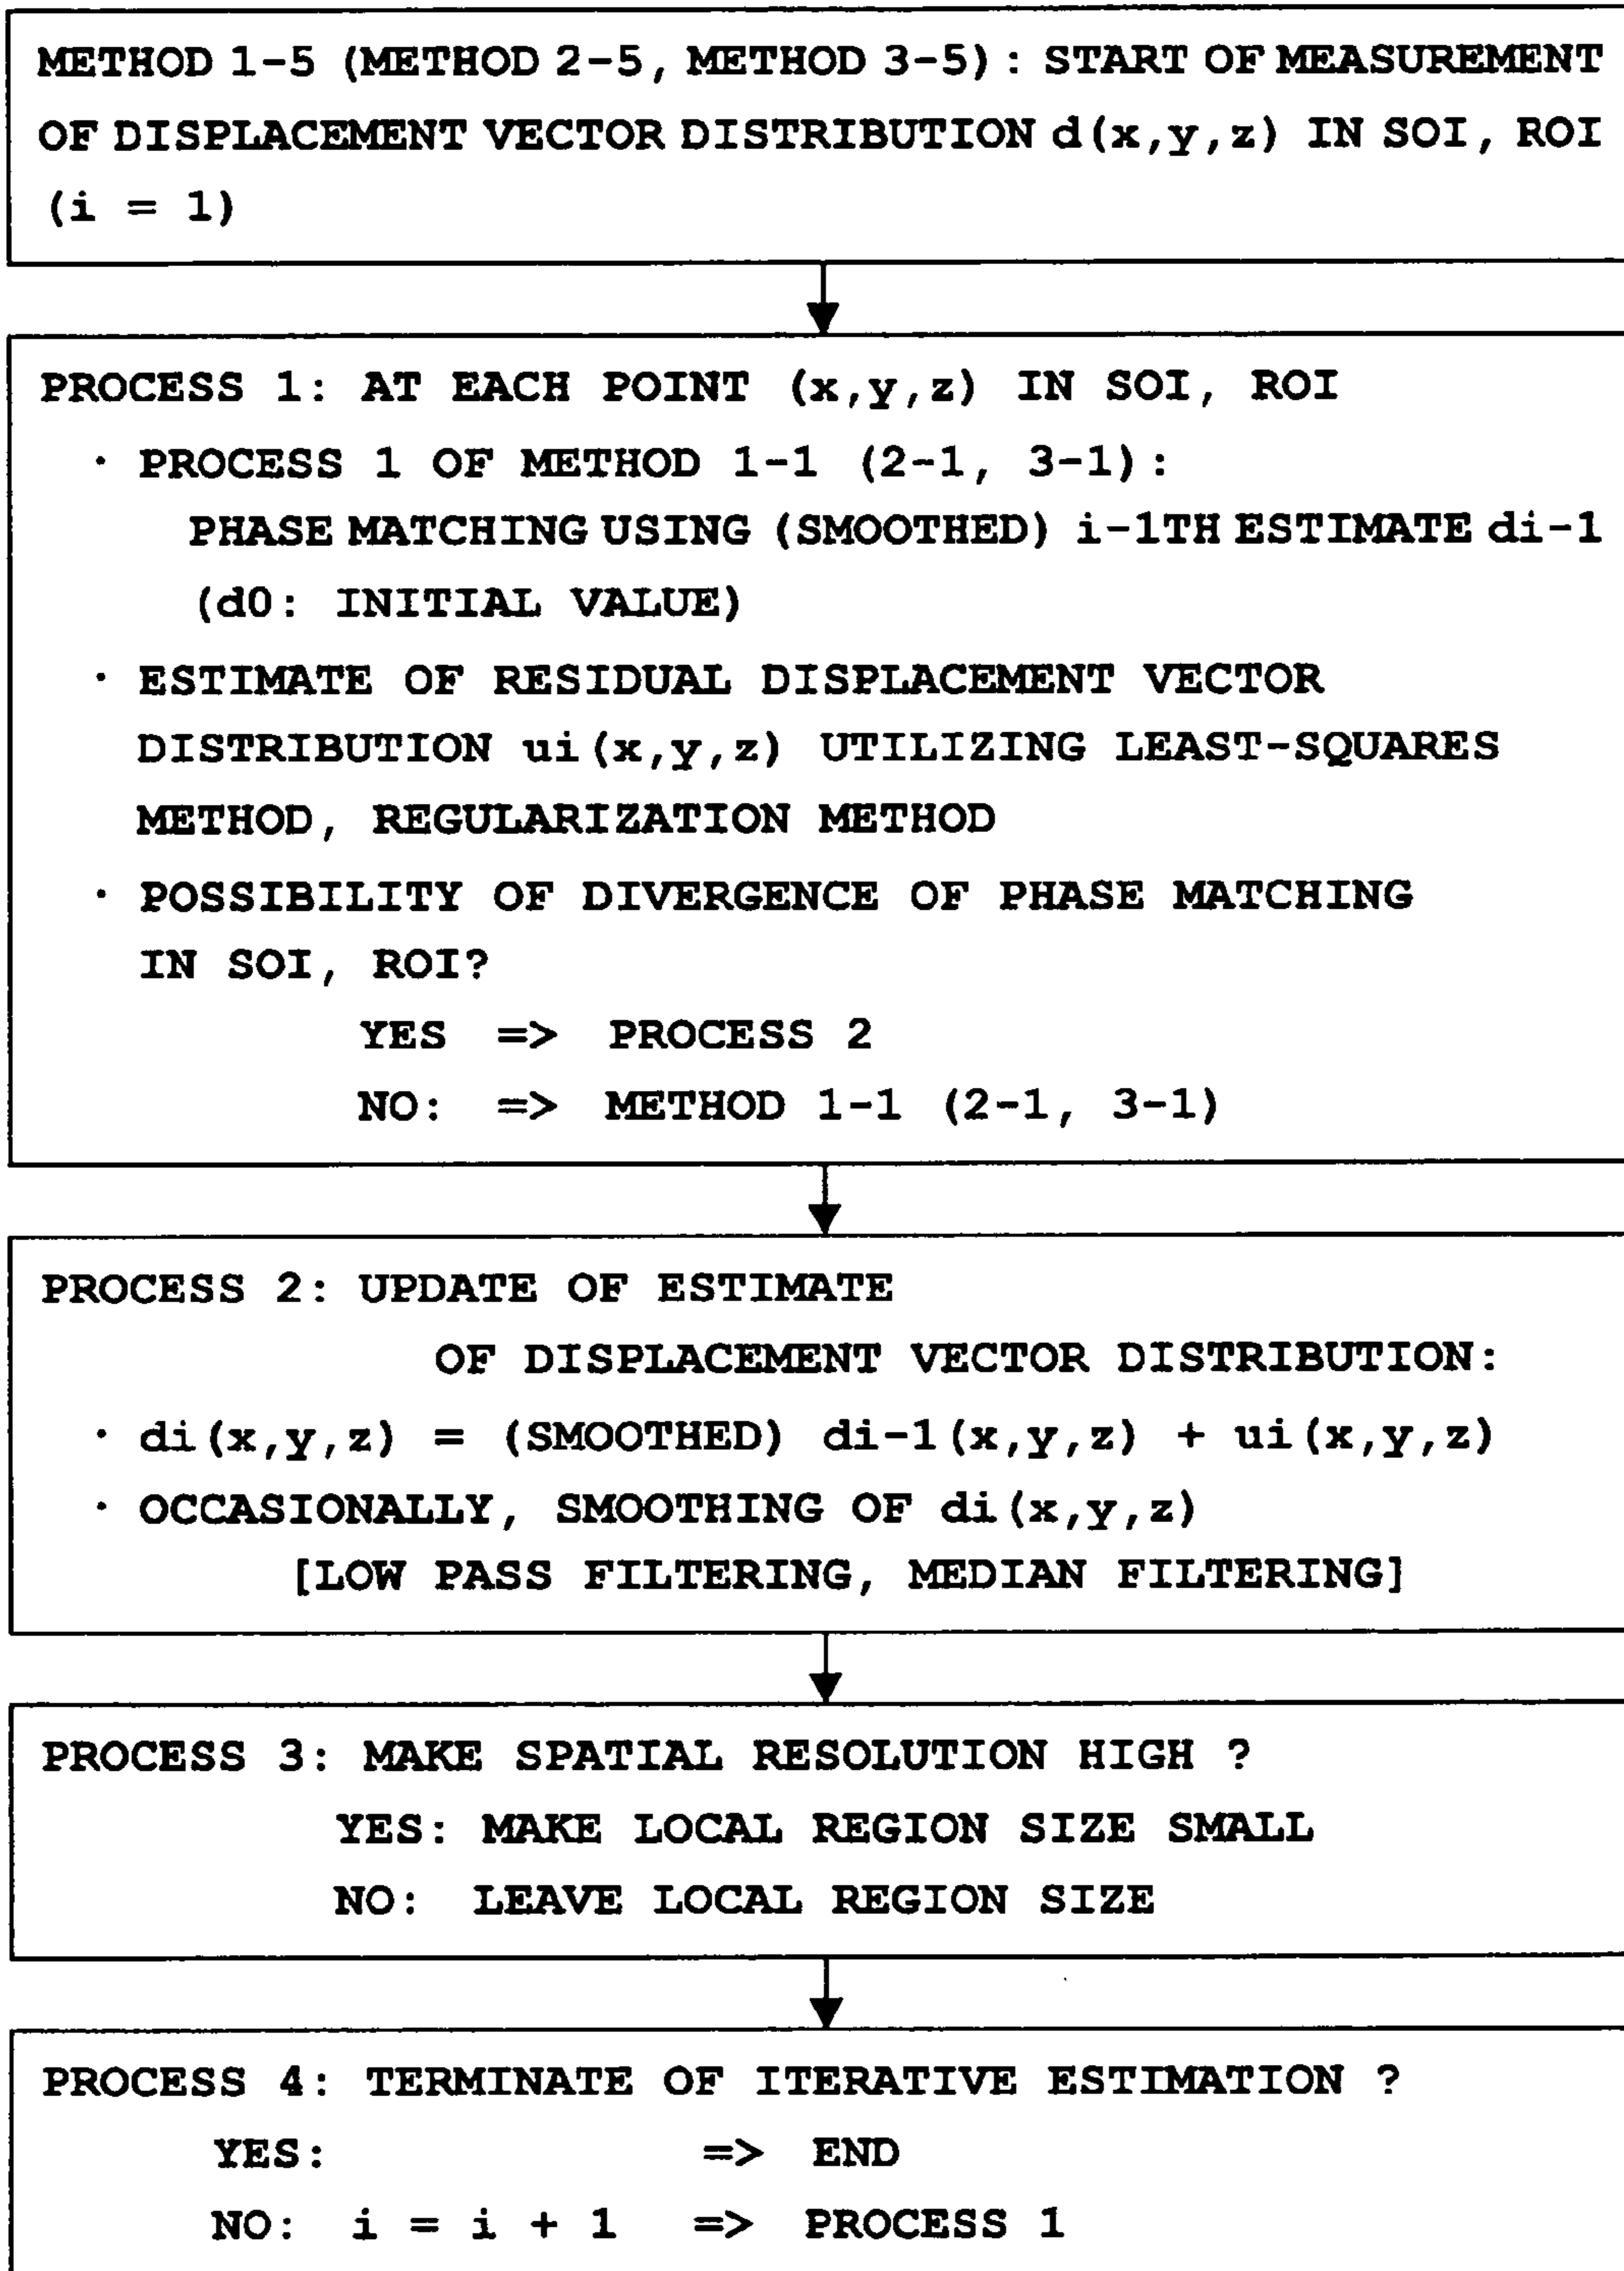 METHOD 1-5 (METHOD 2-5, METHOD 3-5): START OF MEASUREMENT
OF DISPLACEMENT VECTOR DISTRIBUTION d(x,y,z) IN SOI, ROI
(i = 1)
PROCESS 1: AT EACH POINT (x,y,z) IN SOI, ROI
· PROCESS 1 OF METHOD 1-1 (2-1, 3-1):
PHASE MATCHING USING (SMOOTHED) i-1TH ESTIMATE di-1
(d0: INITIAL VALUE)
· ESTIMATE OF RESIDUAL DISPLACEMENT VECTOR
DISTRIBUTION ui(x,y,z) UTILIZING LEAST-SQUARES
METHOD, REGULARIZATION METHOD
· POSSIBILITY OF DIVERGENCE OF PHASE MATCHING
IN SOI, ROI?
YES => PROCESS 2
NO: => METHOD 1-1 (2-1, 3-1)
PROCESS 2: UPDATE OF ESTIMATE
OF DISPLACEMENT VECTOR DISTRIBUTION:
· di(x,y,z) = (SMOOTHED) di-1(x,y,z) + ui(x,y,z)
· OCCASIONALLY, SMOOTHING OF di(x,y,z)
[LOW PASS FILTERING, MEDIAN FILTERING]
PROCESS 3: MAKE SPATIAL RESOLUTION HIGH ?
YES: MAKE LOCAL REGION SIZE SMALL
NO: LEAVE LOCAL REGION SIZE
PROCESS 4: TERMINATE OF ITERATIVE ESTIMATION ?
YES: => END
NO: i = i + 1 => PROCESS 1